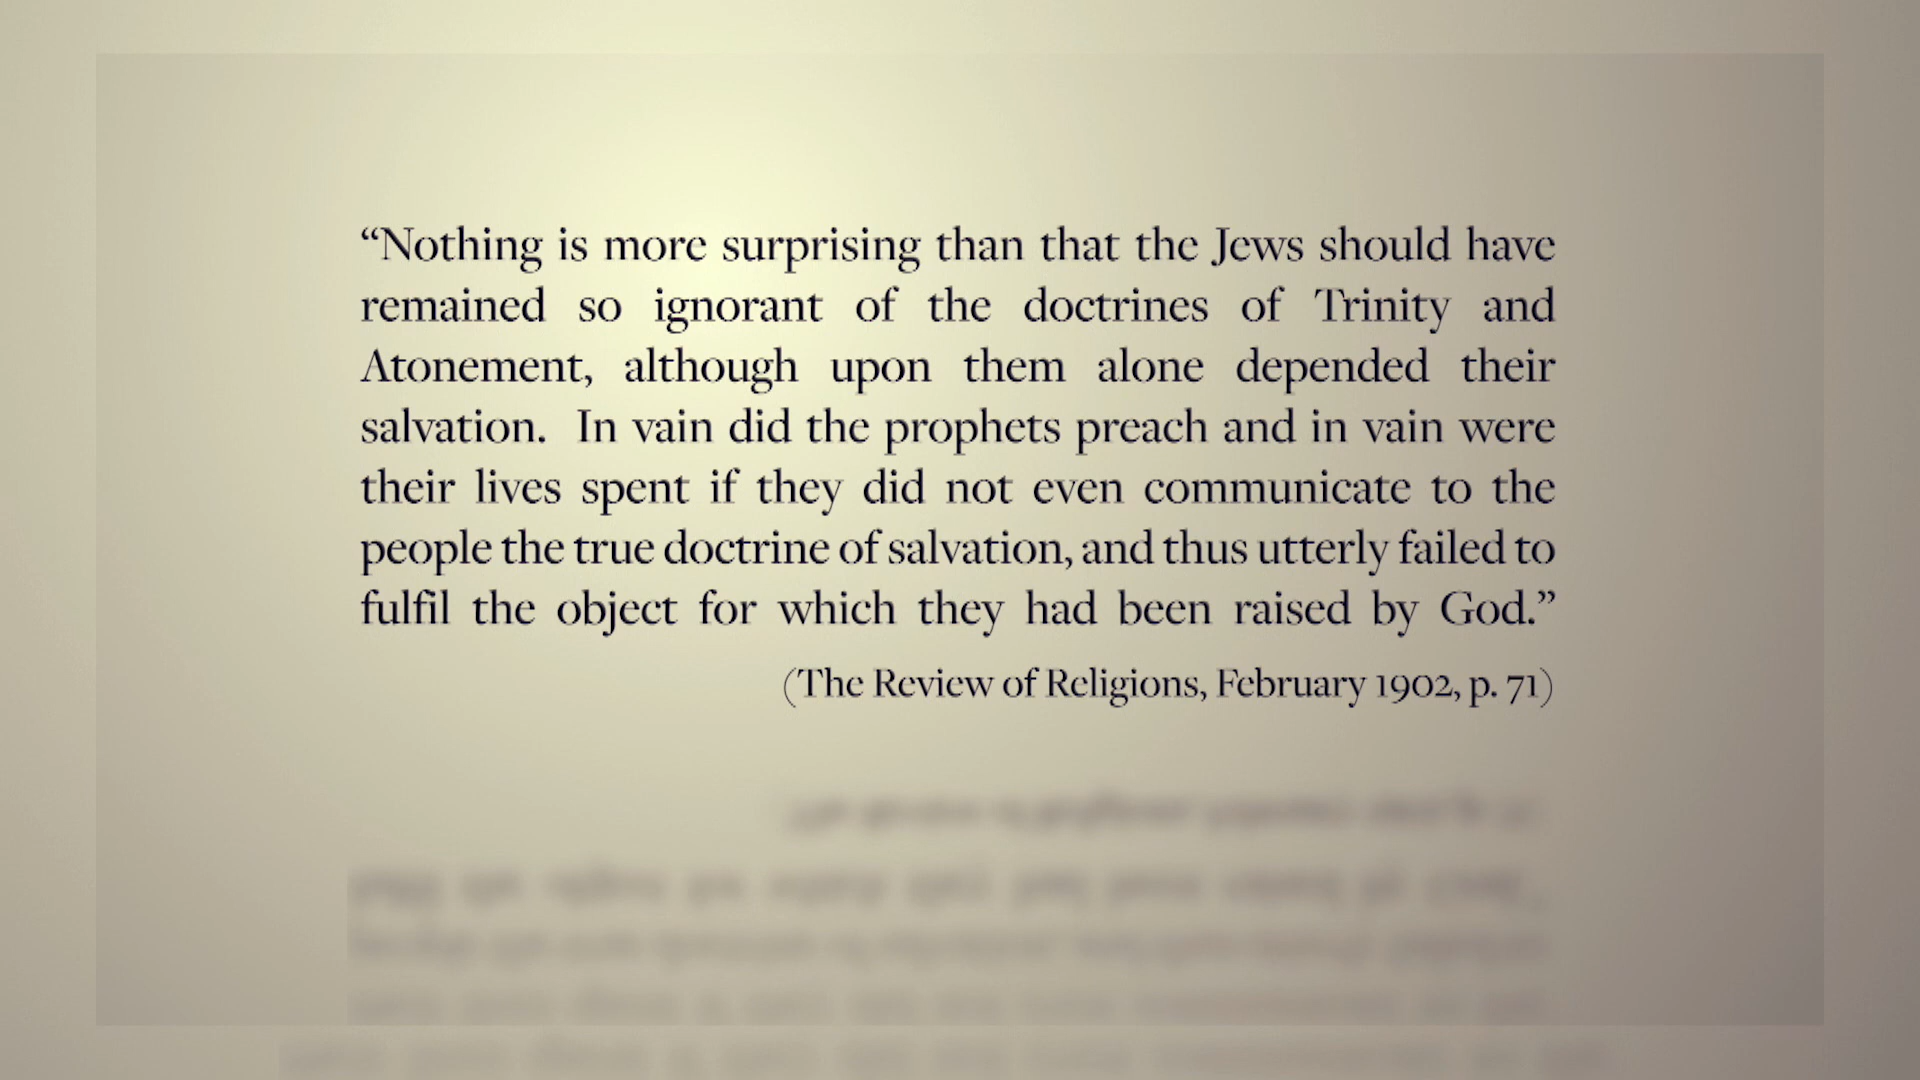 “Nothing is more surprising than that the Jews should have
remained so ignorant of the doctrines of Trinity and
Atonement, although upon them alone depended their
salvation. In vain did the prophets preach and in vain were
their lives spent if they did not even communicate to the
people the true doctrine of salvation, and thus utterly failed to
fulfil the object for which they had been raised by God.”
(The Review of Religions, February 1902, p. 71)